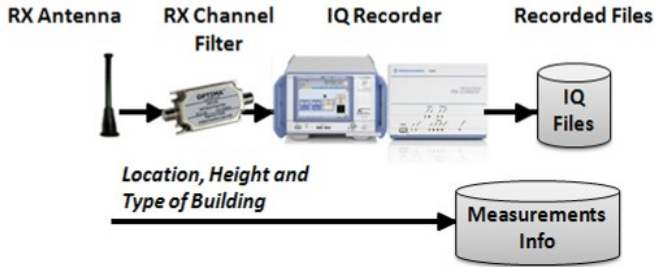 RX Antenna
RX Channel
Filter
IQ Recorder
Recorded Files
OPTIMA
IQ
Files
Location, Height and
Type of Building
Measurements
Info